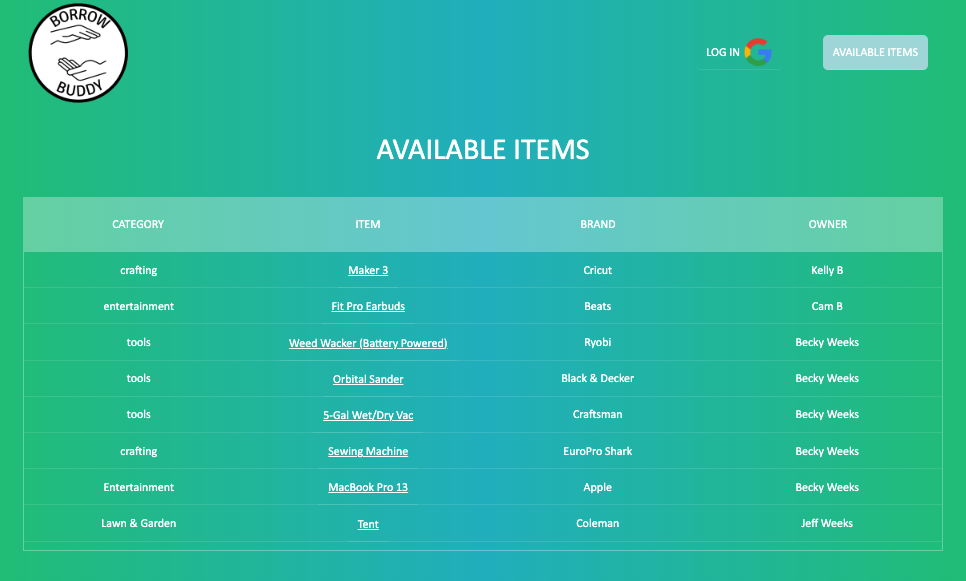 BORROW
BUDDY
LOG IN
AVAILABLE ITEMS
AVAILABLE ITEMS
CATEGORY ITEM BRAND OWNER
crafting Maker 3 Cricut Kelly B
entertainment Fit Pro Earbuds Beats Cam B
tools Weed Wacker (Battery Powered) Ryobi Becky Weeks
tools Orbital Sander Black & Decker Becky Weeks
tools 5-Gal Wet/Dry Vac Craftsman Becky Weeks
crafting Sewing Machine EuroPro Shark Becky Weeks
Entertainment MacBook Pro 13 Apple Becky Weeks
Lawn & Garden Tent Coleman Jeff Weeks